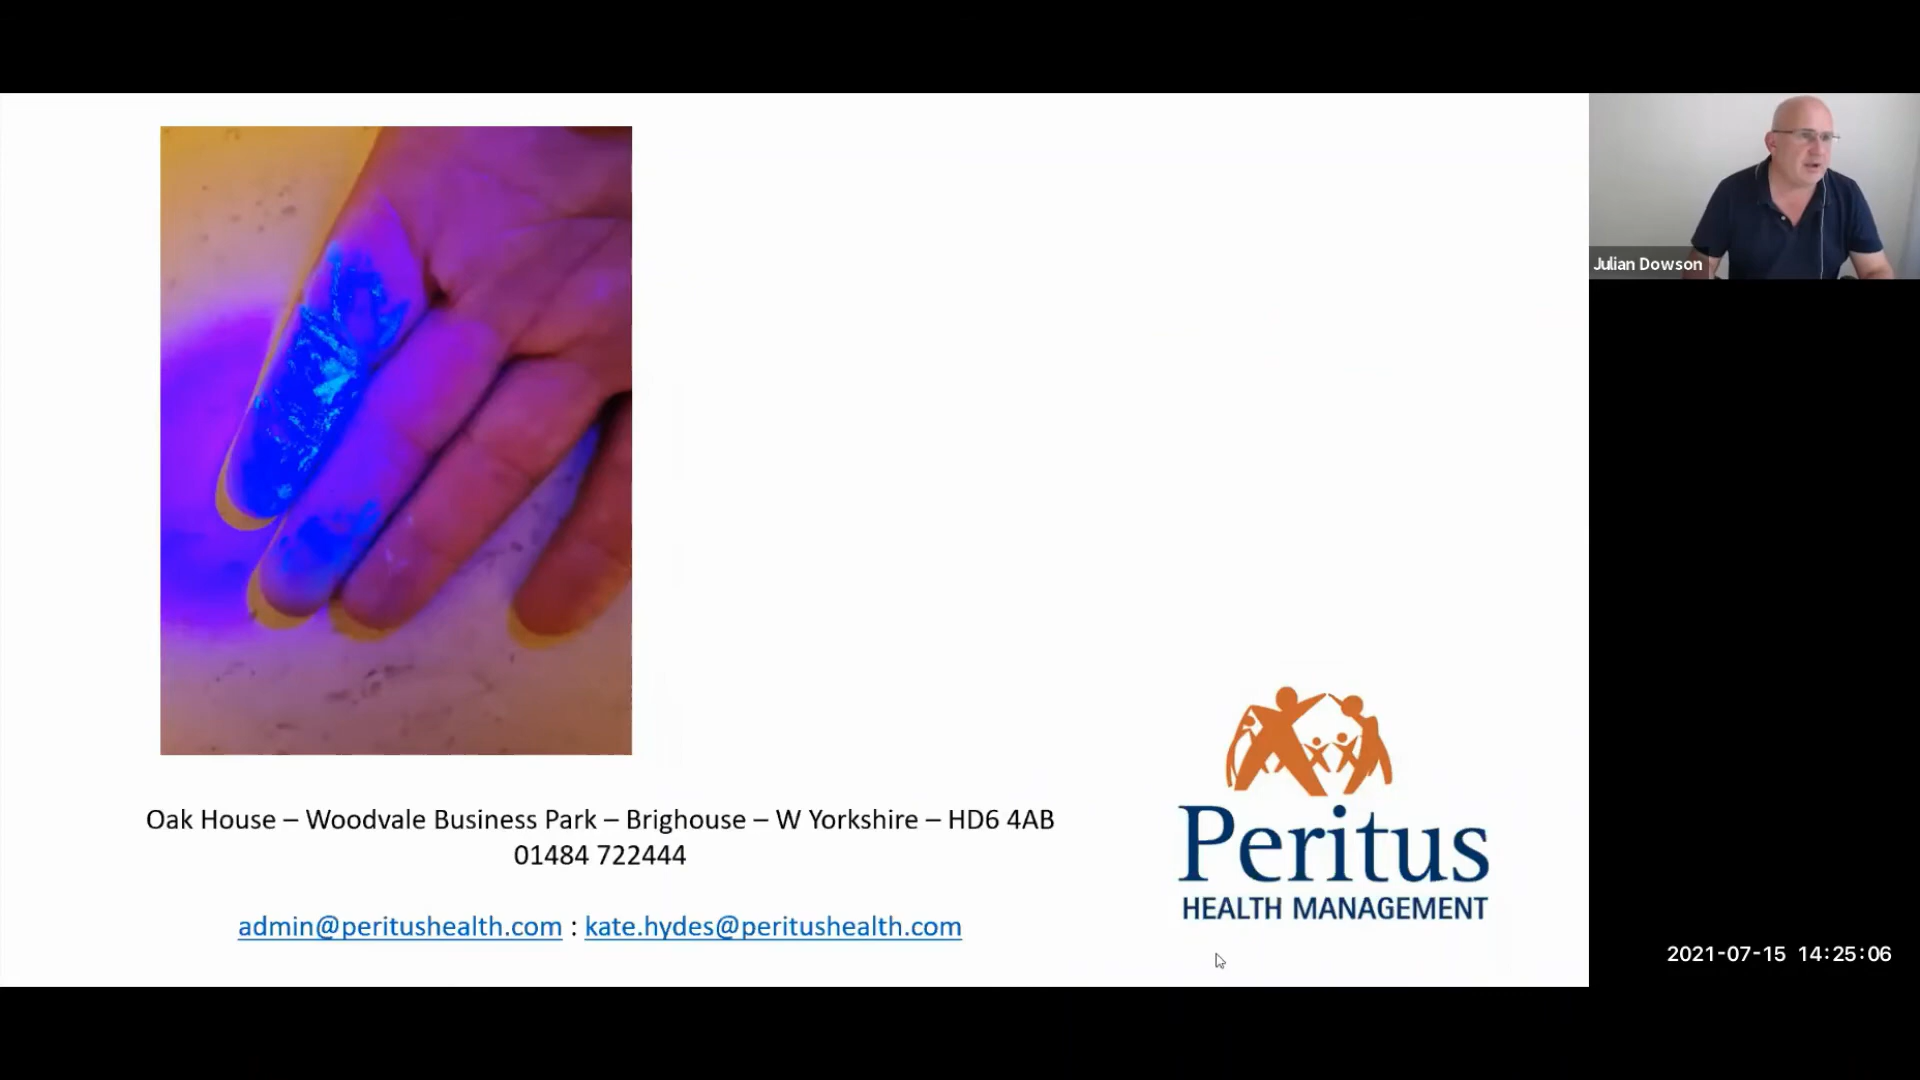 Julian Dowson
Peritus
HEALTH MANAGEMENT
Oak House – Woodvale Business Park – Brighouse – W Yorkshire – HD6 4AB
01484 722444
admin@peritushealth.com : kate.hydes@peritushealth.com
2021-07-15 14:25:06